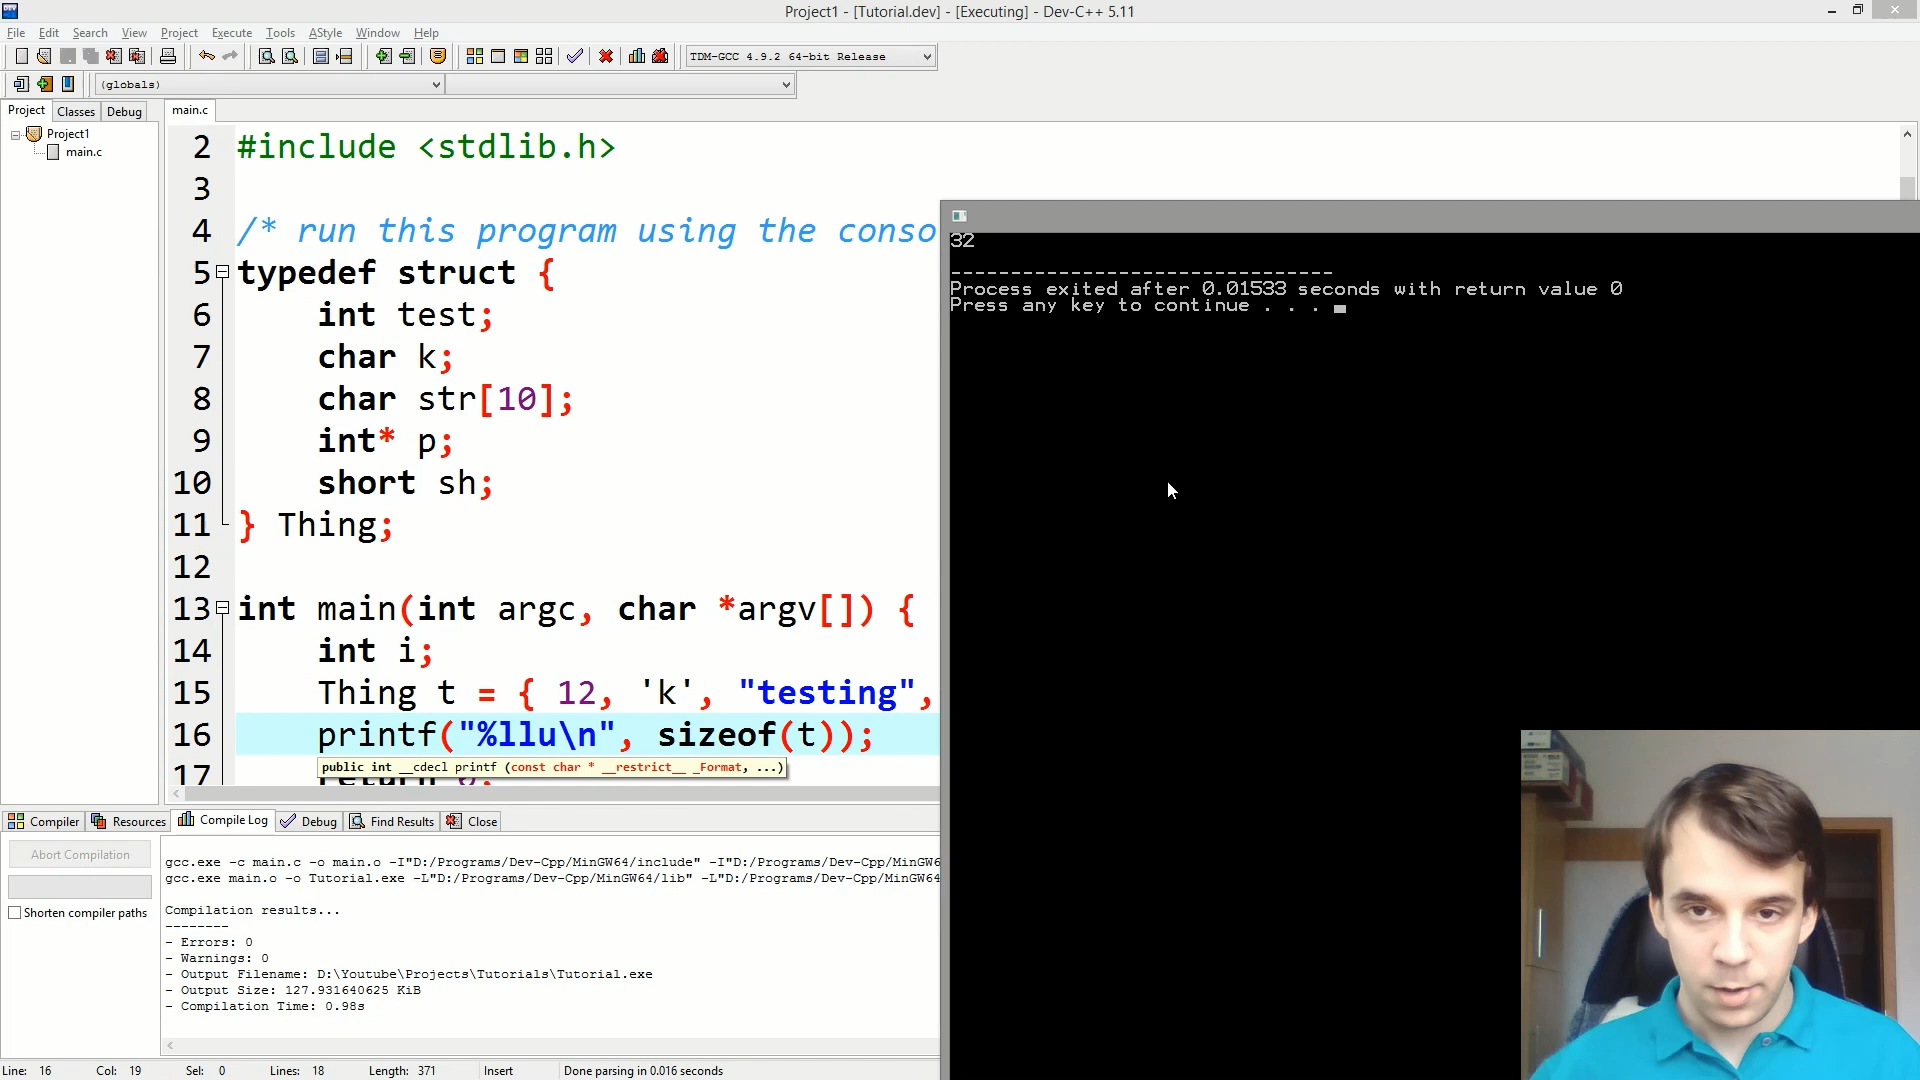 Project1 - [Tutorial.dev] - [Executing] - Dev-C++ 5.11
File Edit Search View Project Execute Tools AStyle Window Help
TDM-GCC 4.9.2 64-bit Release
(globals)
Project Classes Debug
main.c
Project1
main.c
2 #include <stdlib.h>
3
4 /* run this program using the conso
5 typedef struct {
6 int test;
7 char k;
8 char str[10];
9 int* p;
10 short sh;
11 } Thing;
12
13 int main(int argc, char *argv[]) {
14 int i;
15 Thing t = { 12, 'k', "testing",
16 printf("%llu\n", sizeof(t));
public int __cdecl printf (const char * __restrict__ _Format, ...)
17 return 0;
32
--------------------------------
Process exited after 0.01533 seconds with return value 0
Press any key to continue . . .
Compiler Resources Compile Log Debug Find Results Close
Abort Compilation
Shorten compiler paths
gcc.exe -c main.c -o main.o -I"D:/Programs/Dev-Cpp/MinGW64/include" -I"D:/Programs/Dev-Cpp/MinGW6
gcc.exe main.o -o Tutorial.exe -L"D:/Programs/Dev-Cpp/MinGW64/lib" -L"D:/Programs/Dev-Cpp/MinGW64
Compilation results...
--------
- Errors: 0
- Warnings: 0
- Output Filename: D:\Youtube\Projects\Tutorials\Tutorial.exe
- Output Size: 127.931640625 KiB
- Compilation Time: 0.98s
Line: 16 Col: 19 Sel: 0 Lines: 18 Length: 371 Insert Done parsing in 0.016 seconds